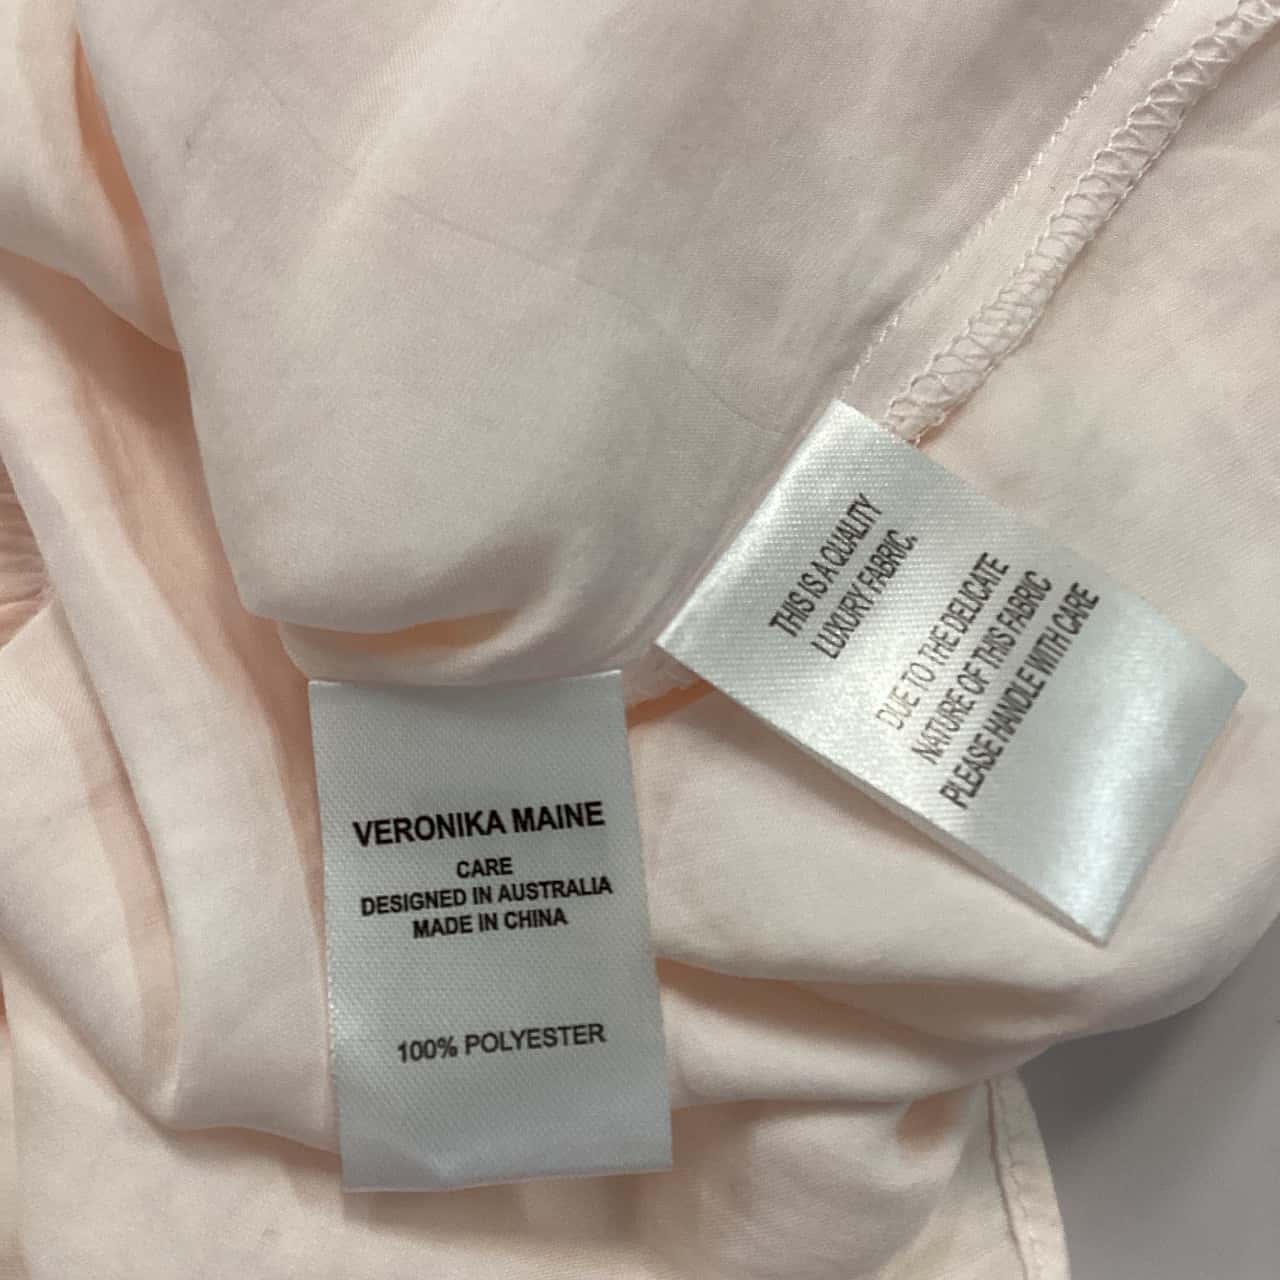 VERONIKA MAINE
CARE
DESIGNED IN AUSTRALIA
MADE IN CHINA
100% POLYESTER
THIS IS A QUALITY
LUXURY FABRIC.
DUE TO THE DELICATE
NATURE OF THIS FABRIC
PLEASE HANDLE WITH CARE